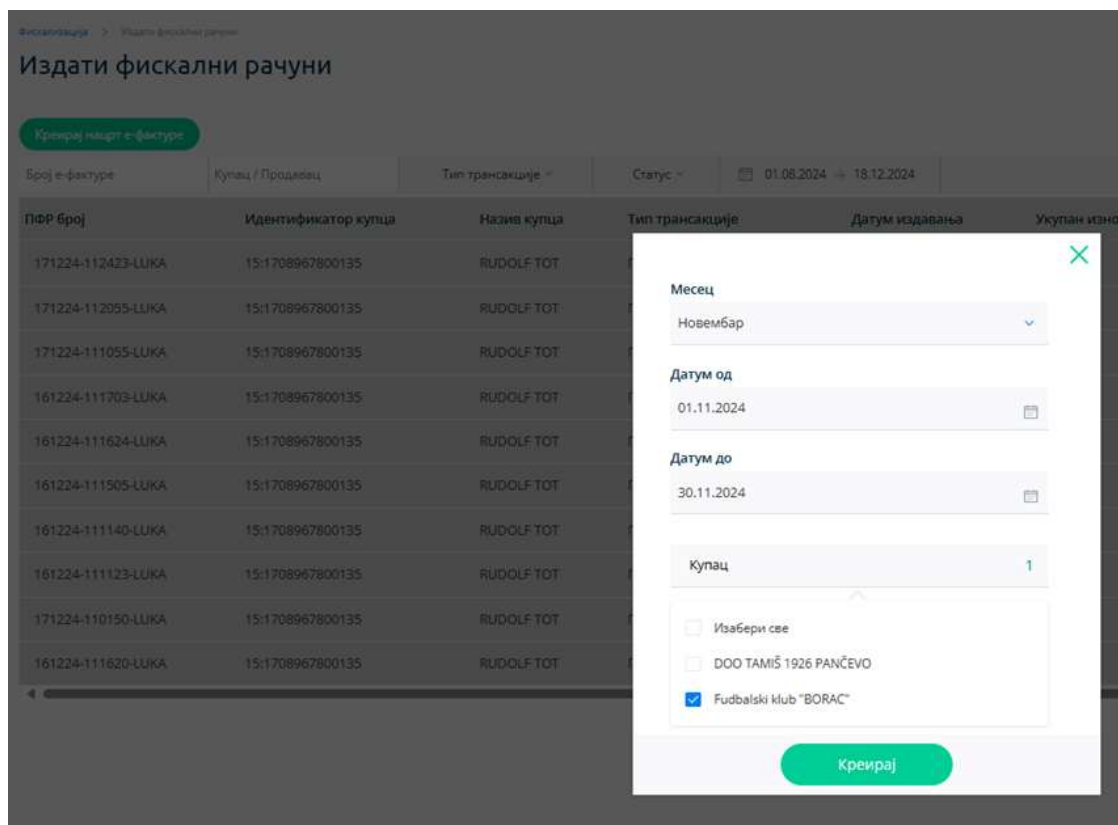 Фискализација > Издати фискални рачуни
Издати фискални рачуни
Креирај нацрт е-фактуре
Број е-фактуре Купац / Продавац Тип трансакције Статус 01.08.2024 → 18.12.2024
ПФР број Идентификатор купца Назив купца Тип трансакције Датум издавања Укупан изно
171224-112423-LUKA 15:1708967800135 RUDOLF TOT
171224-112055-LUKA 15:1708967800135 RUDOLF TOT
171224-111055-LUKA 15:1708967800135 RUDOLF TOT
161224-111703-LUKA 15:1708967800135 RUDOLF TOT
161224-111624-LUKA 15:1708967800135 RUDOLF TOT
161224-111505-LUKA 15:1708967800135 RUDOLF TOT
161224-111140-LUKA 15:1708967800135 RUDOLF TOT
161224-111123-LUKA 15:1708967800135 RUDOLF TOT
171224-110150-LUKA 15:1708967800135 RUDOLF TOT
161224-111620-LUKA 15:1708967800135 RUDOLF TOT
Месец
Новембар
Датум од
01.11.2024
Датум до
30.11.2024
Купац 1
Изабери све
DOO TAMIŠ 1926 PANČEVO
Fudbalski klub "BORAC"
Креирај